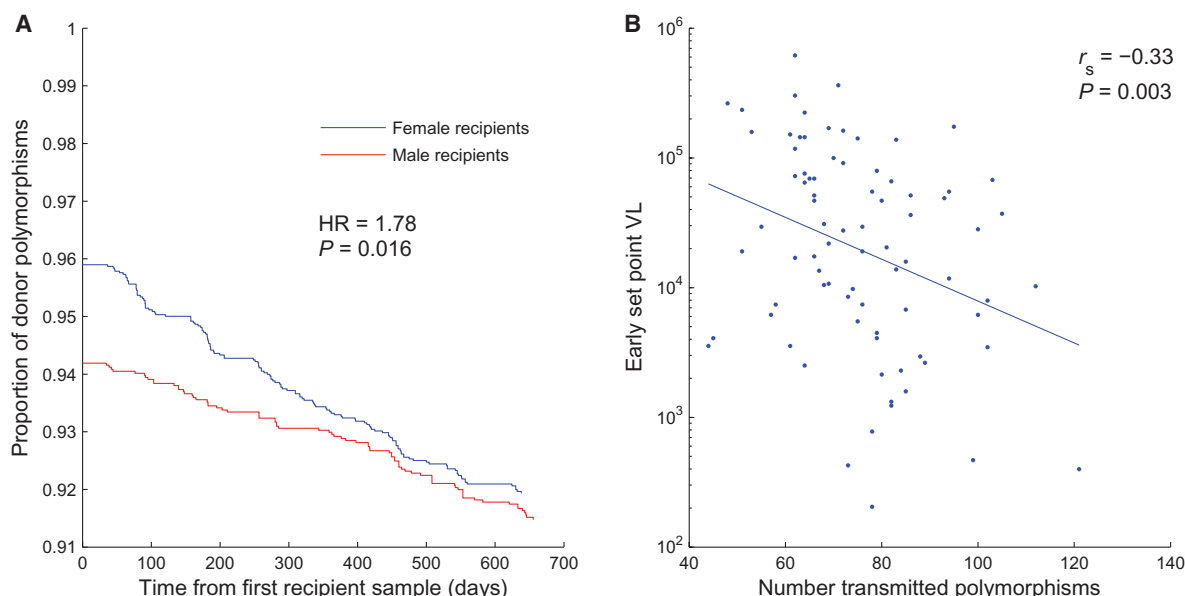 A
Proportion of donor polymorphisms
1
0.99
0.98
0.97
0.96
0.95
0.94
0.93
0.92
0.91
Female recipients
Male recipients
HR = 1.78
P = 0.016
0 100 200 300 400 500 600 700
Time from first recipient sample (days)
B
Early set point VL
10^6
10^5
10^4
10^3
10^2
r_s = −0.33
P = 0.003
40 60 80 100 120 140
Number transmitted polymorphisms